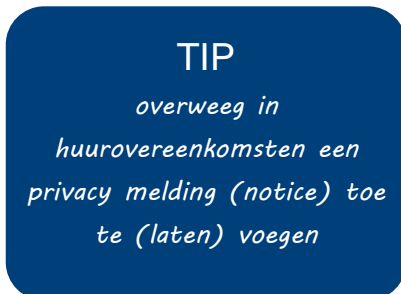 TIP
overweeg in
huurovereenkomsten een
privacy melding (notice) toe
te (laten) voegen